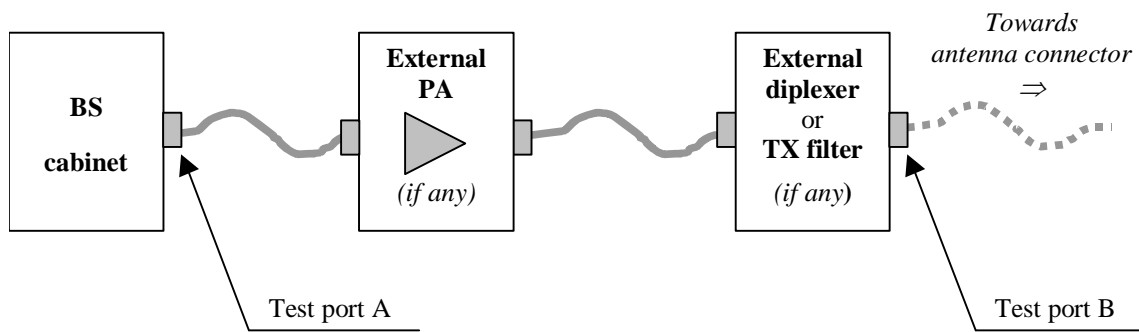 BS
cabinet
External
PA
(if any)
External
diplexer
or
TX filter
(if any)
Towards
antenna connector
⇒
Test port A
Test port B